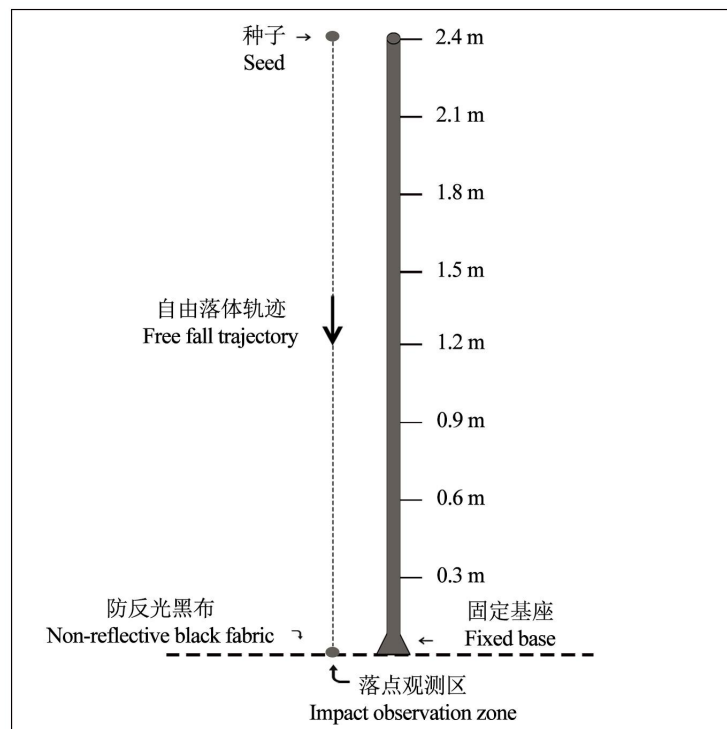 种子 →
Seed
2.4 m
2.1 m
1.8 m
1.5 m
自由落体轨迹
Free fall trajectory
1.2 m
0.9 m
0.6 m
0.3 m
防反光黑布
Non-reflective black fabric
固定基座
Fixed base
落点观测区
Impact observation zone